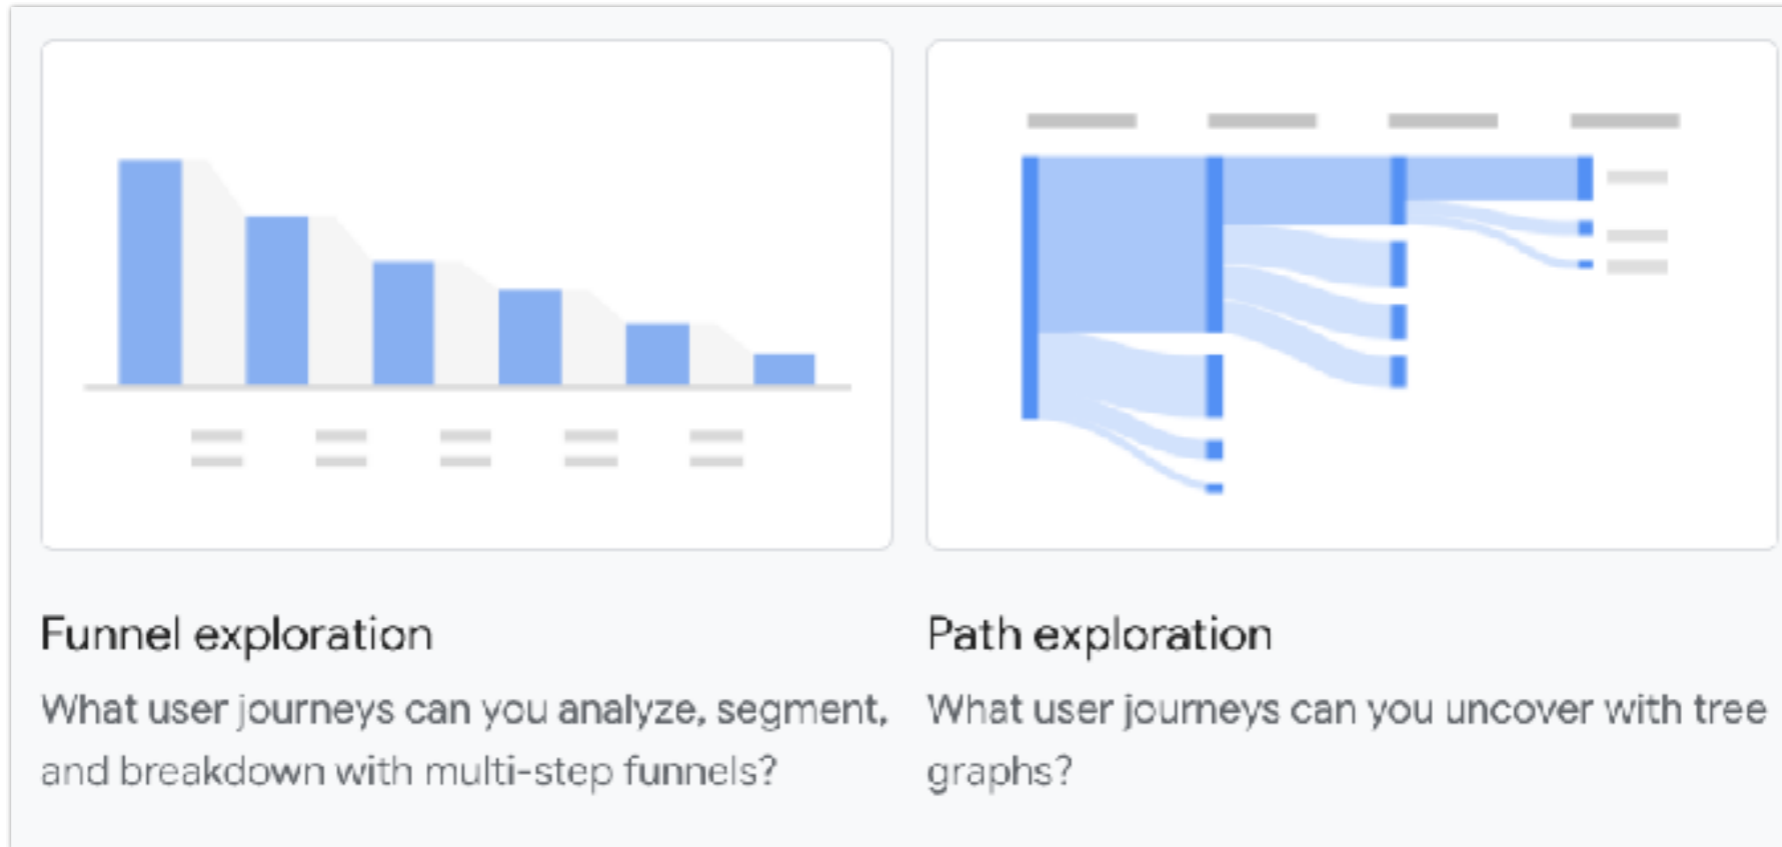 Funnel exploration
What user journeys can you analyze, segment,
and breakdown with multi-step funnels?
Path exploration
What user journeys can you uncover with tree
graphs?